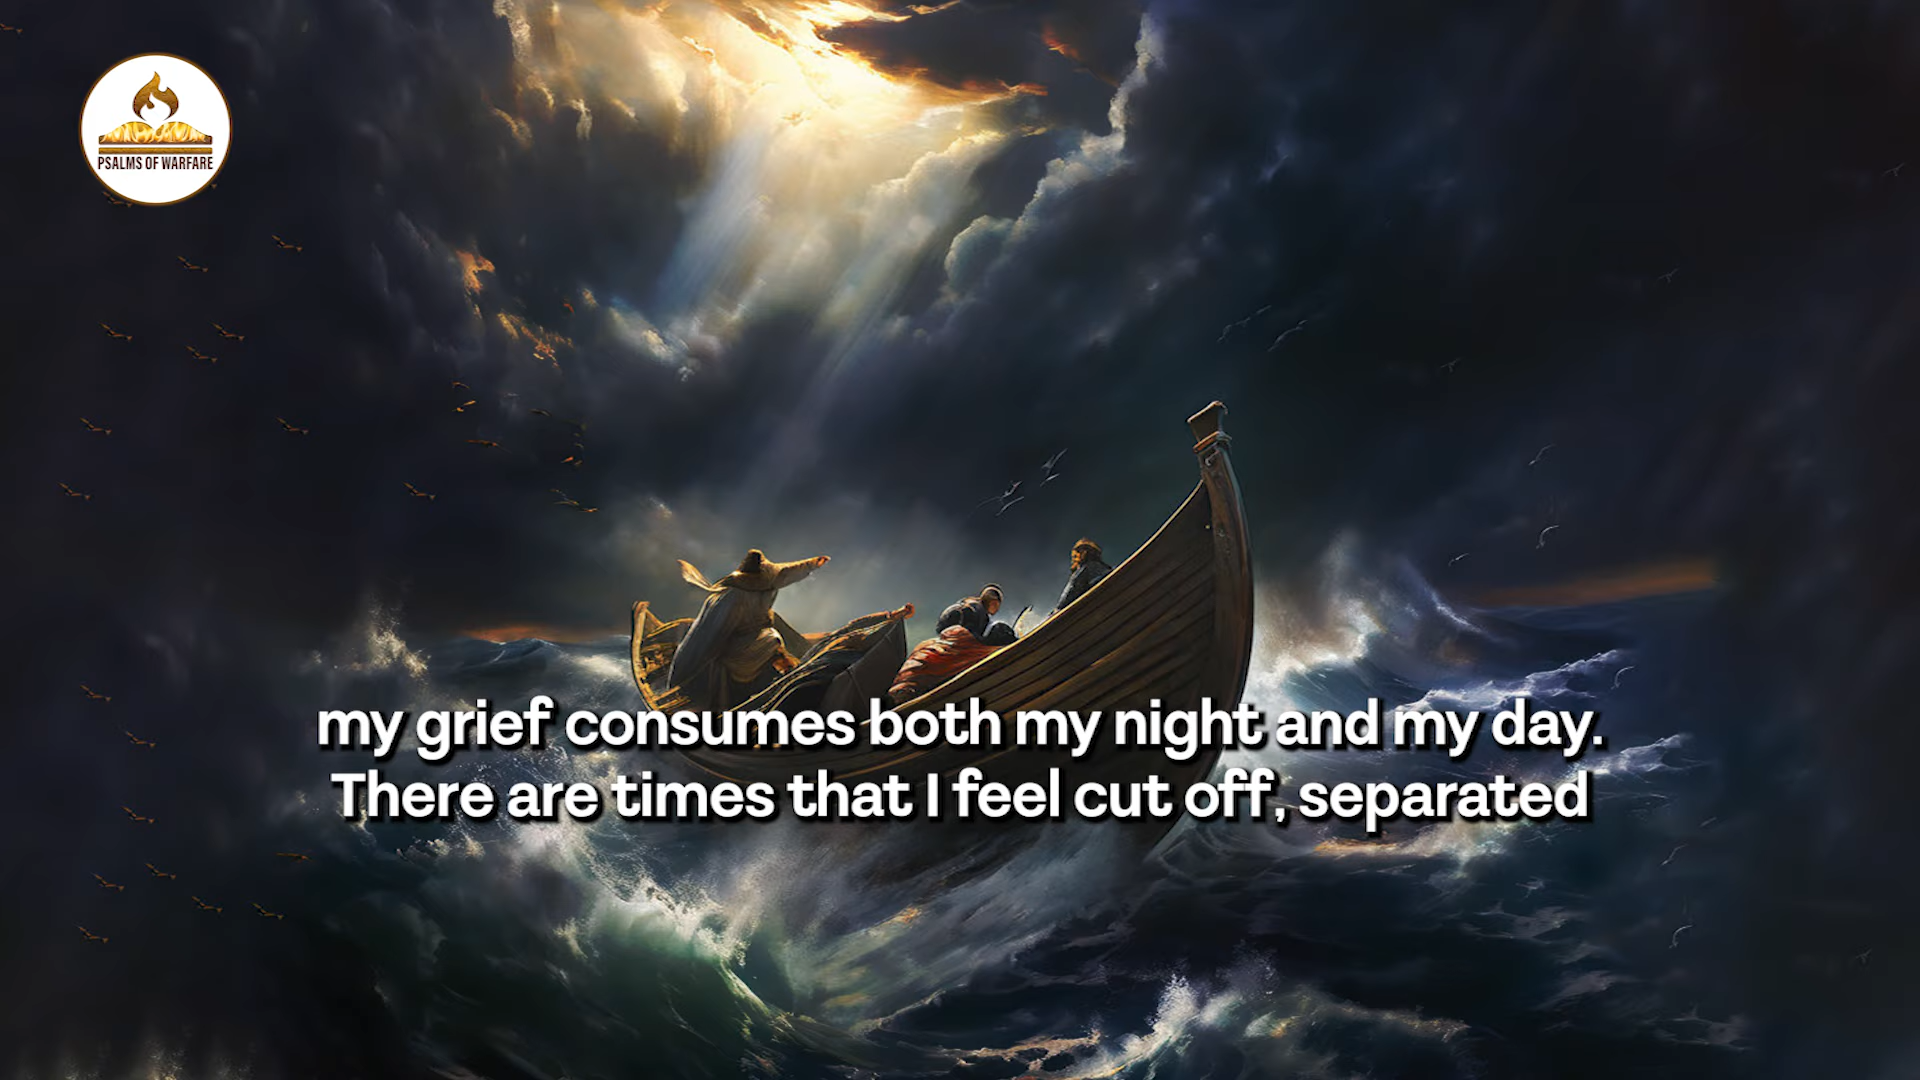 PSALMS OF WARFARE
my grief consumes both my night and my day.
There are times that I feel cut off, separated